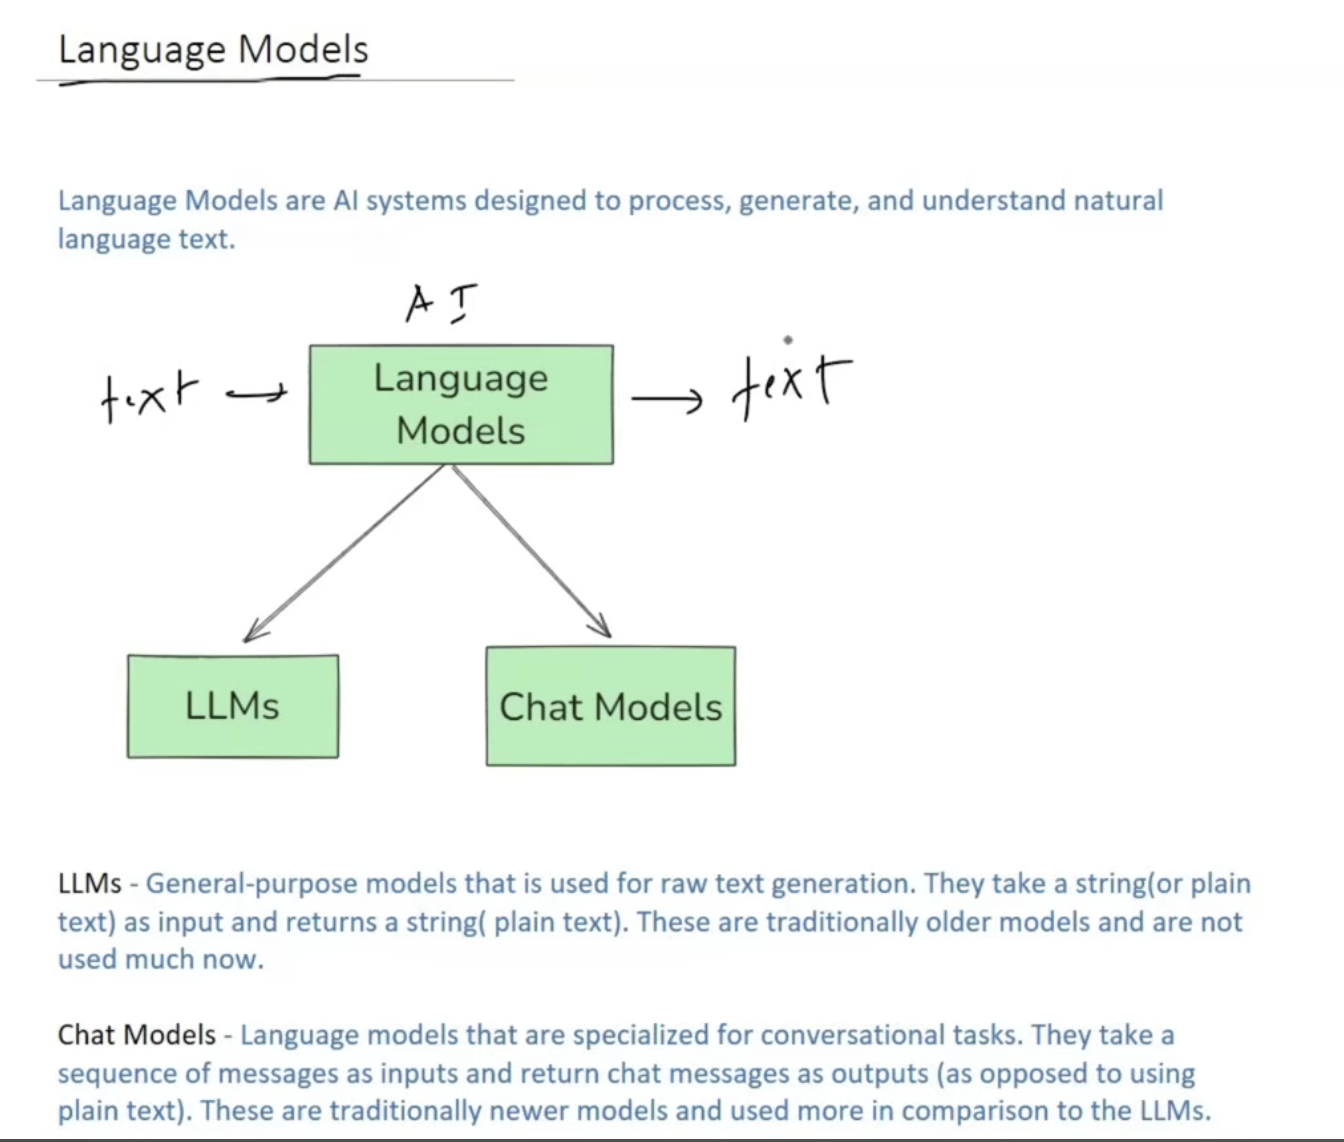 Language Models
Language Models are AI systems designed to process, generate, and understand natural
language text.
AI
text → Language → text
Models
LLMs Chat Models
LLMs - General-purpose models that is used for raw text generation. They take a string(or plain
text) as input and returns a string( plain text). These are traditionally older models and are not
used much now.
Chat Models - Language models that are specialized for conversational tasks. They take a
sequence of messages as inputs and return chat messages as outputs (as opposed to using
plain text). These are traditionally newer models and used more in comparison to the LLMs.